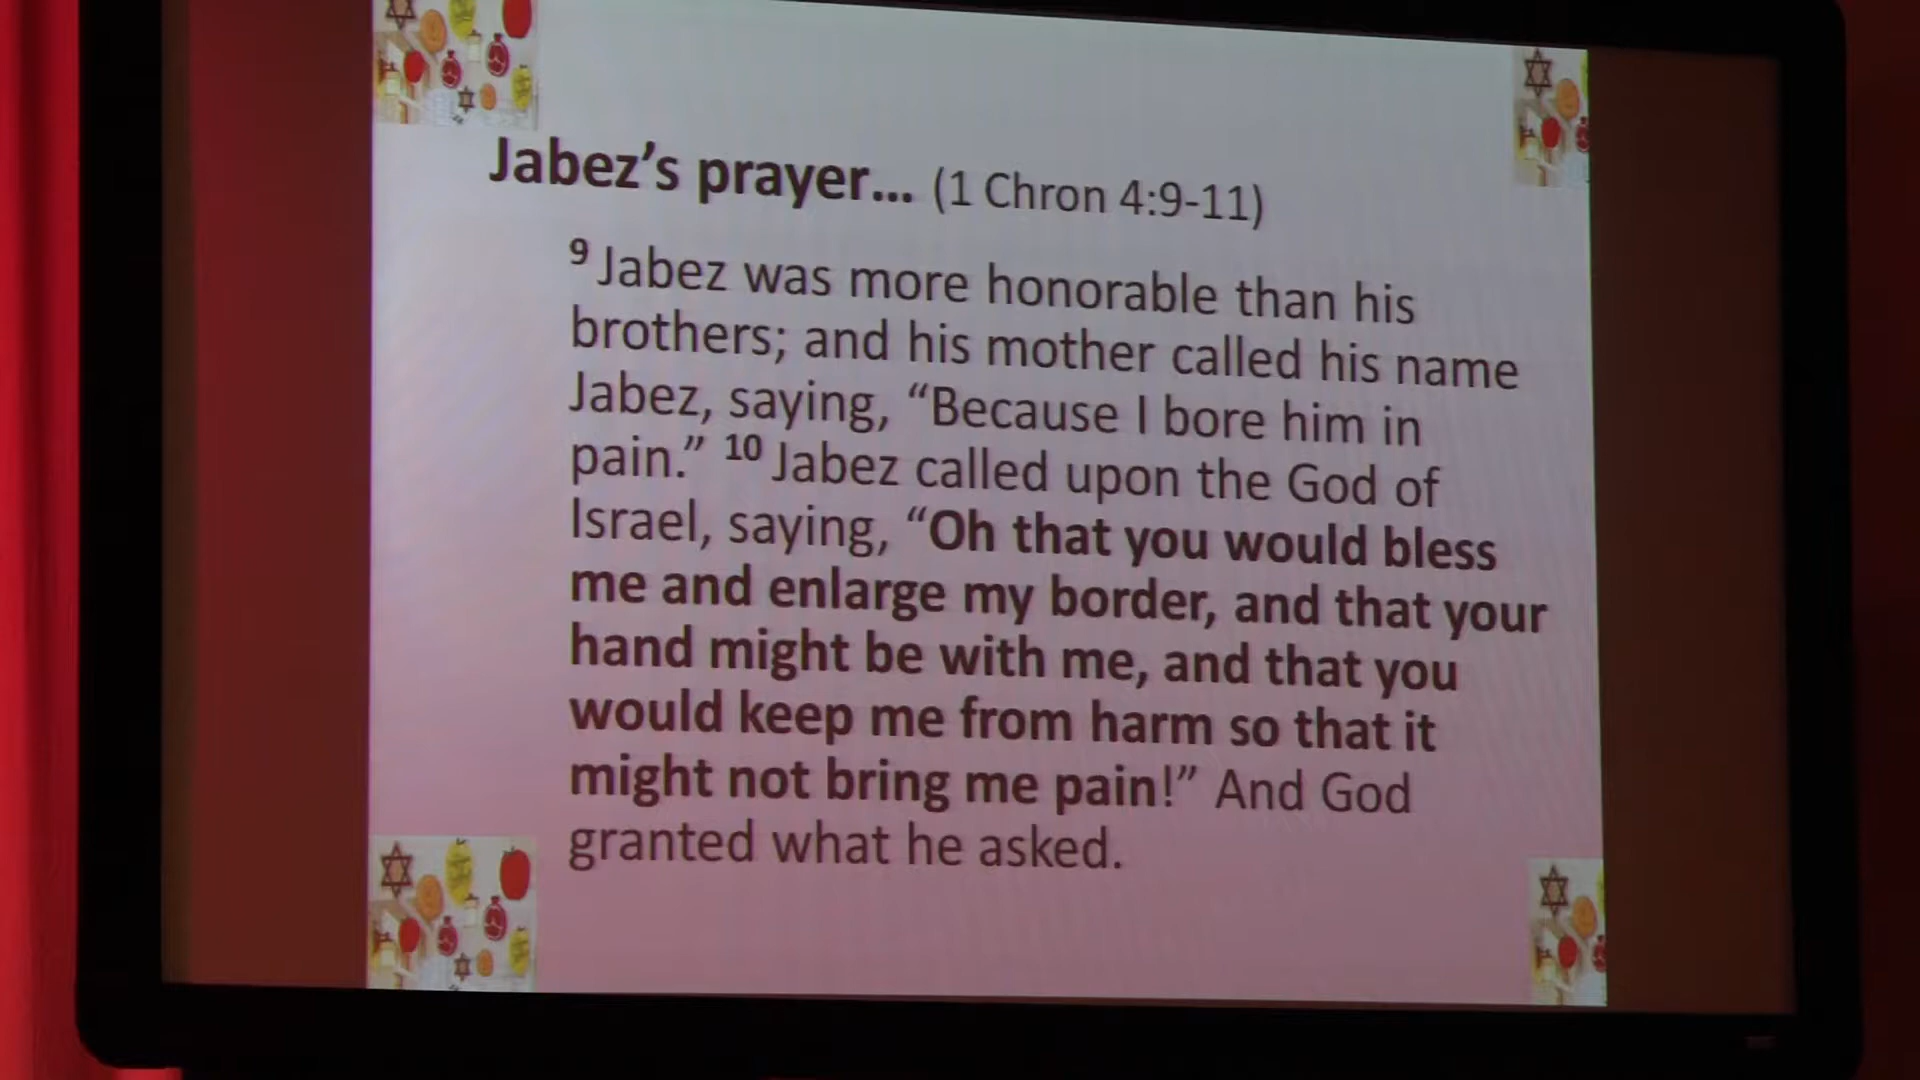 Jabez’s prayer... (1 Chron 4:9-11)
9 Jabez was more honorable than his
brothers; and his mother called his name
Jabez, saying, “Because I bore him in
pain.” 10 Jabez called upon the God of
Israel, saying, “Oh that you would bless
me and enlarge my border, and that your
hand might be with me, and that you
would keep me from harm so that it
might not bring me pain!” And God
granted what he asked.